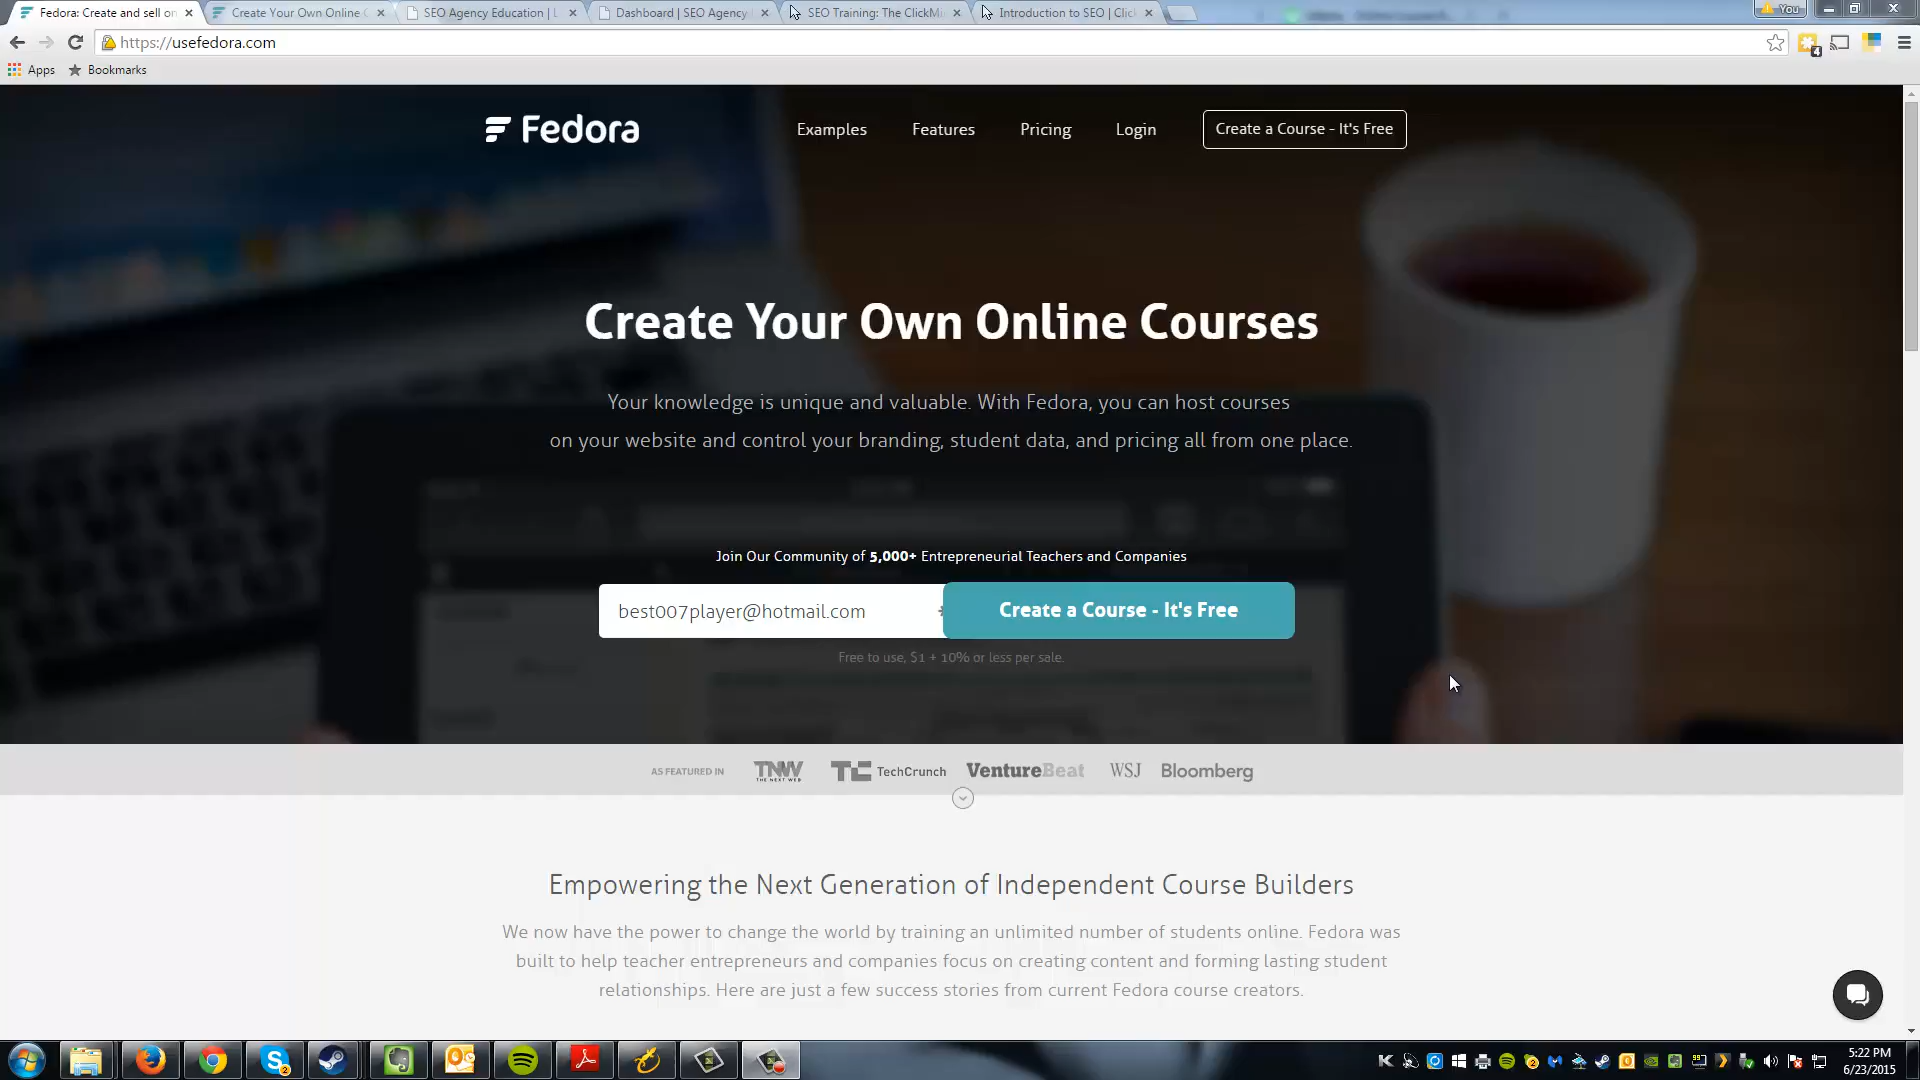 Fedora: Create and sell on
Create Your Own Online C
SEO Agency Education | L
Dashboard | SEO Agency
SEO Training: The ClickMi
Introduction to SEO | Click
You
https://usefedora.com
4
Apps
Bookmarks
Fedora
Examples
Features
Pricing
Login
Create a Course - It's Free
Create Your Own Online Courses
Your knowledge is unique and valuable. With Fedora, you can host courses
on your website and control your branding, student data, and pricing all from one place.
Join Our Community of 5,000+ Entrepreneurial Teachers and Companies
best007player@hotmail.com
Create a Course - It's Free
Free to use, $1 + 10% or less per sale.
AS FEATURED IN
TNW
THE NEXT WEB
TC TechCrunch
VentureBeat
WSJ
Bloomberg
Empowering the Next Generation of Independent Course Builders
We now have the power to change the world by training an unlimited number of students online. Fedora was
built to help teacher entrepreneurs and companies focus on creating content and forming lasting student
relationships. Here are just a few success stories from current Fedora course creators.
5:22 PM
6/23/2015